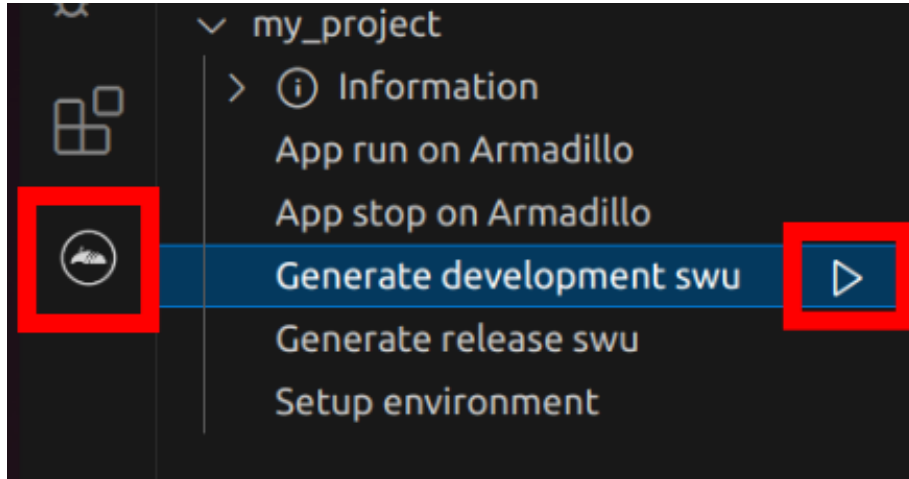 my_project
Information
App run on Armadillo
App stop on Armadillo
Generate development swu
Generate release swu
Setup environment